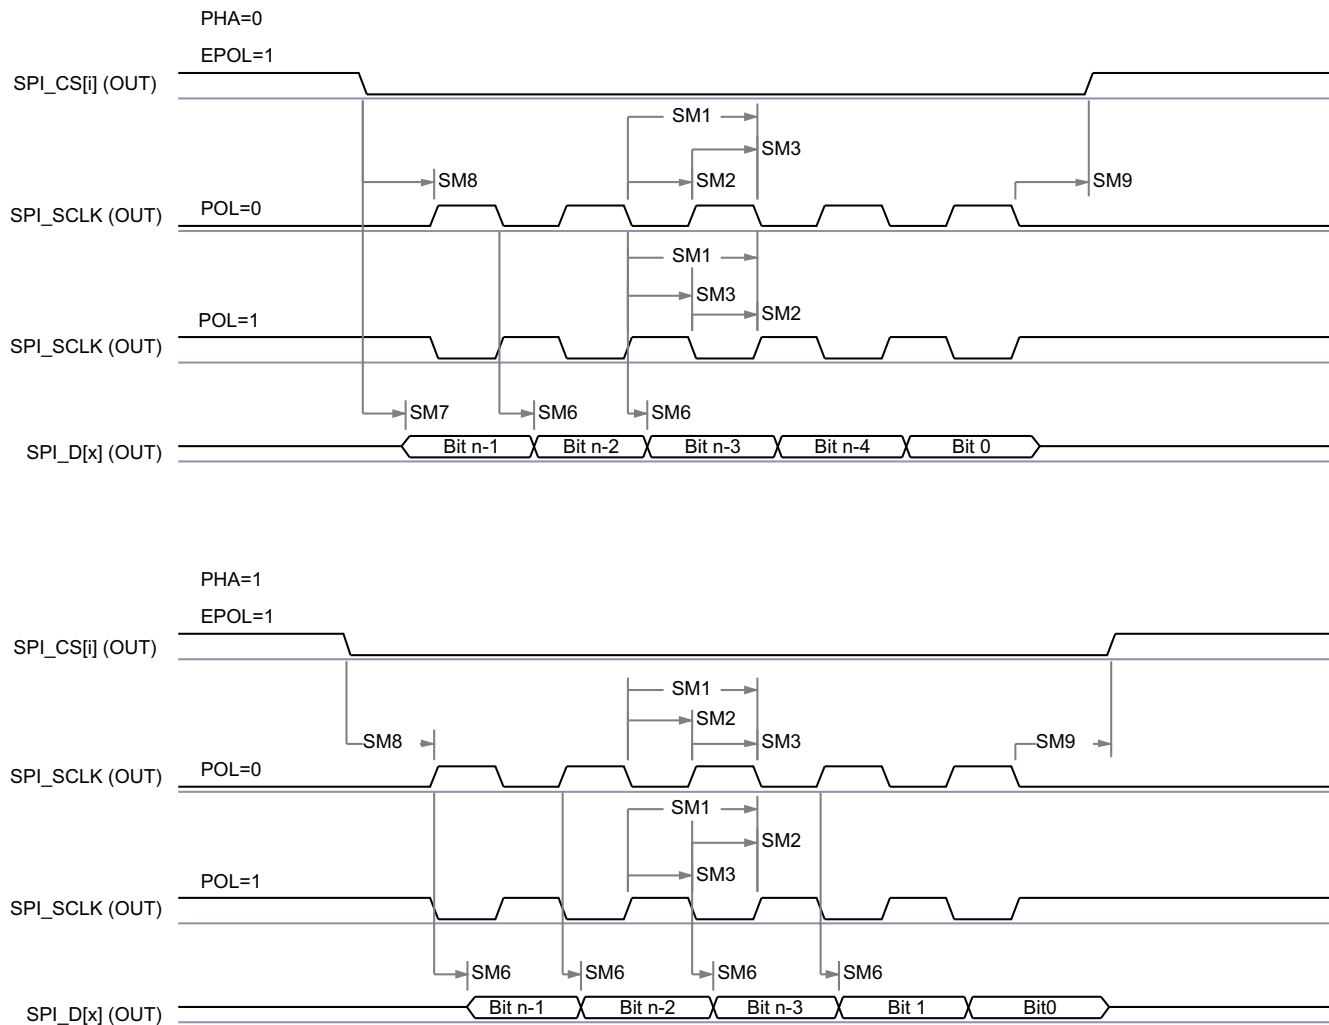 PHA=0
EPOL=1
SPI_CS[i] (OUT)
SM1
SM3
SM8
SM2
SM9
SPI_SCLK (OUT)
POL=0
SM1
SM3
SM2
POL=1
SPI_SCLK (OUT)
SM7
SM6
SM6
SPI_D[x] (OUT)
Bit n-1
Bit n-2
Bit n-3
Bit n-4
Bit 0
PHA=1
EPOL=1
SPI_CS[i] (OUT)
SM1
SM2
SM8
SM3
SM9
SPI_SCLK (OUT)
POL=0
SM1
SM2
SM3
POL=1
SPI_SCLK (OUT)
SM6
SM6
SM6
SM6
SPI_D[x] (OUT)
Bit n-1
Bit n-2
Bit n-3
Bit 1
Bit0